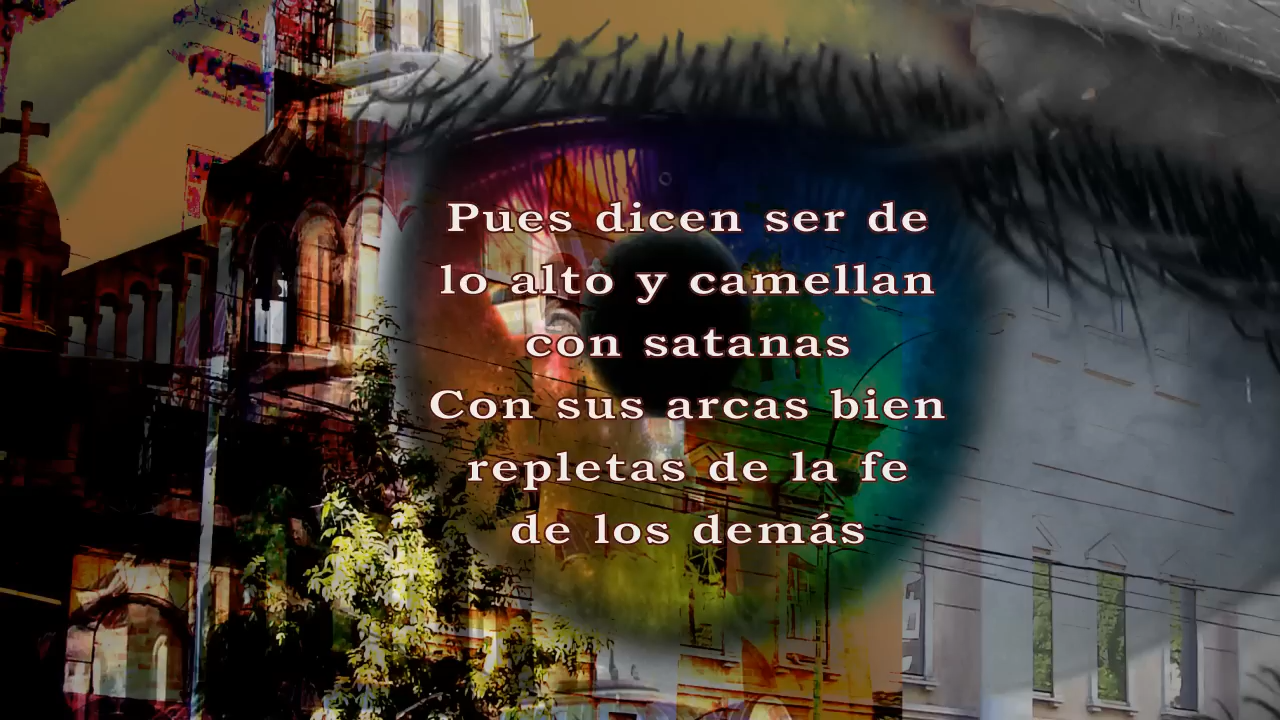 Pues dicen ser de
lo alto y camellan
con satanas
Con sus arcas bien
repletas de la fe
de los demás